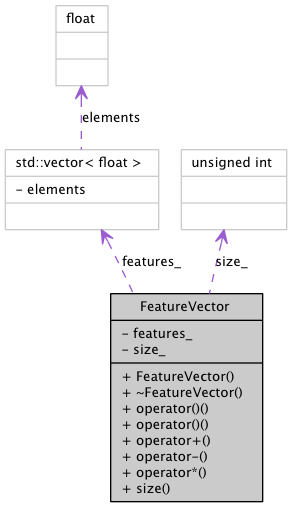 float
elements
std::vector< float >
- elements
unsigned int
features_
size_
FeatureVector
- features_
- size_
+ FeatureVector()
+ ~FeatureVector()
+ operator()()
+ operator()()
+ operator+()
+ operator-()
+ operator*()
+ size()